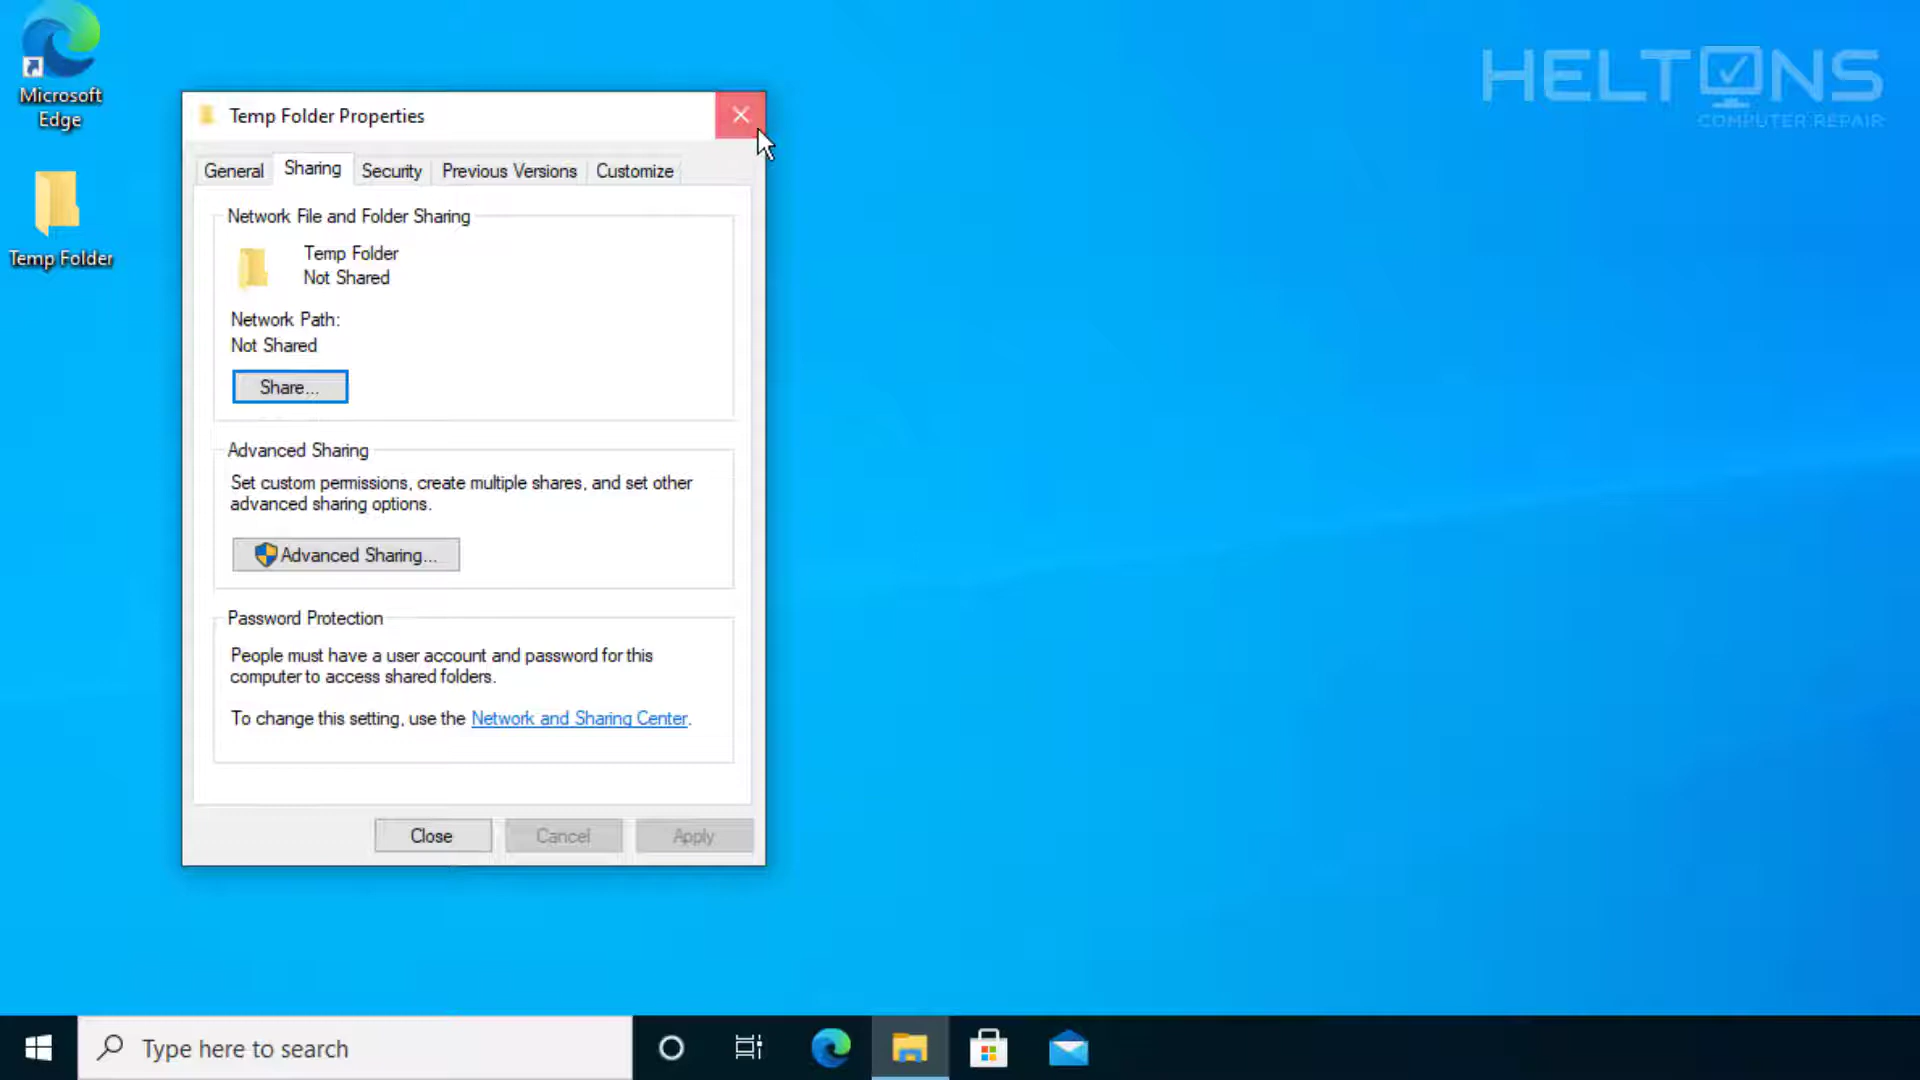 Microsoft
Edge
Temp Folder
HELTONS
COMPUTER REPAIR
Temp Folder Properties
General
Sharing
Security
Previous Versions
Customize
Network File and Folder Sharing
Temp Folder
Not Shared
Network Path:
Not Shared
Share...
Advanced Sharing
Set custom permissions, create multiple shares, and set other
advanced sharing options.
Advanced Sharing...
Password Protection
People must have a user account and password for this
computer to access shared folders.
To change this setting, use the Network and Sharing Center.
Close
Cancel
Apply
Type here to search